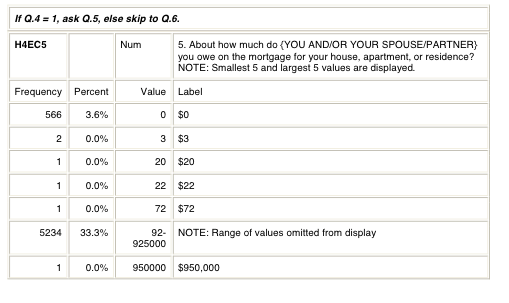 If Q.4 = 1, ask Q.5, else skip to Q.6.
H4EC5 Num 5. About how much do {YOU AND/OR YOUR SPOUSE/PARTNER}
you owe on the mortgage for your house, apartment, or residence?
NOTE: Smallest 5 and largest 5 values are displayed.
Frequency Percent Value Label
566 3.6% 0 $0
2 0.0% 3 $3
1 0.0% 20 $20
1 0.0% 22 $22
1 0.0% 72 $72
5234 33.3% 92- NOTE: Range of values omitted from display
925000
1 0.0% 950000 $950,000